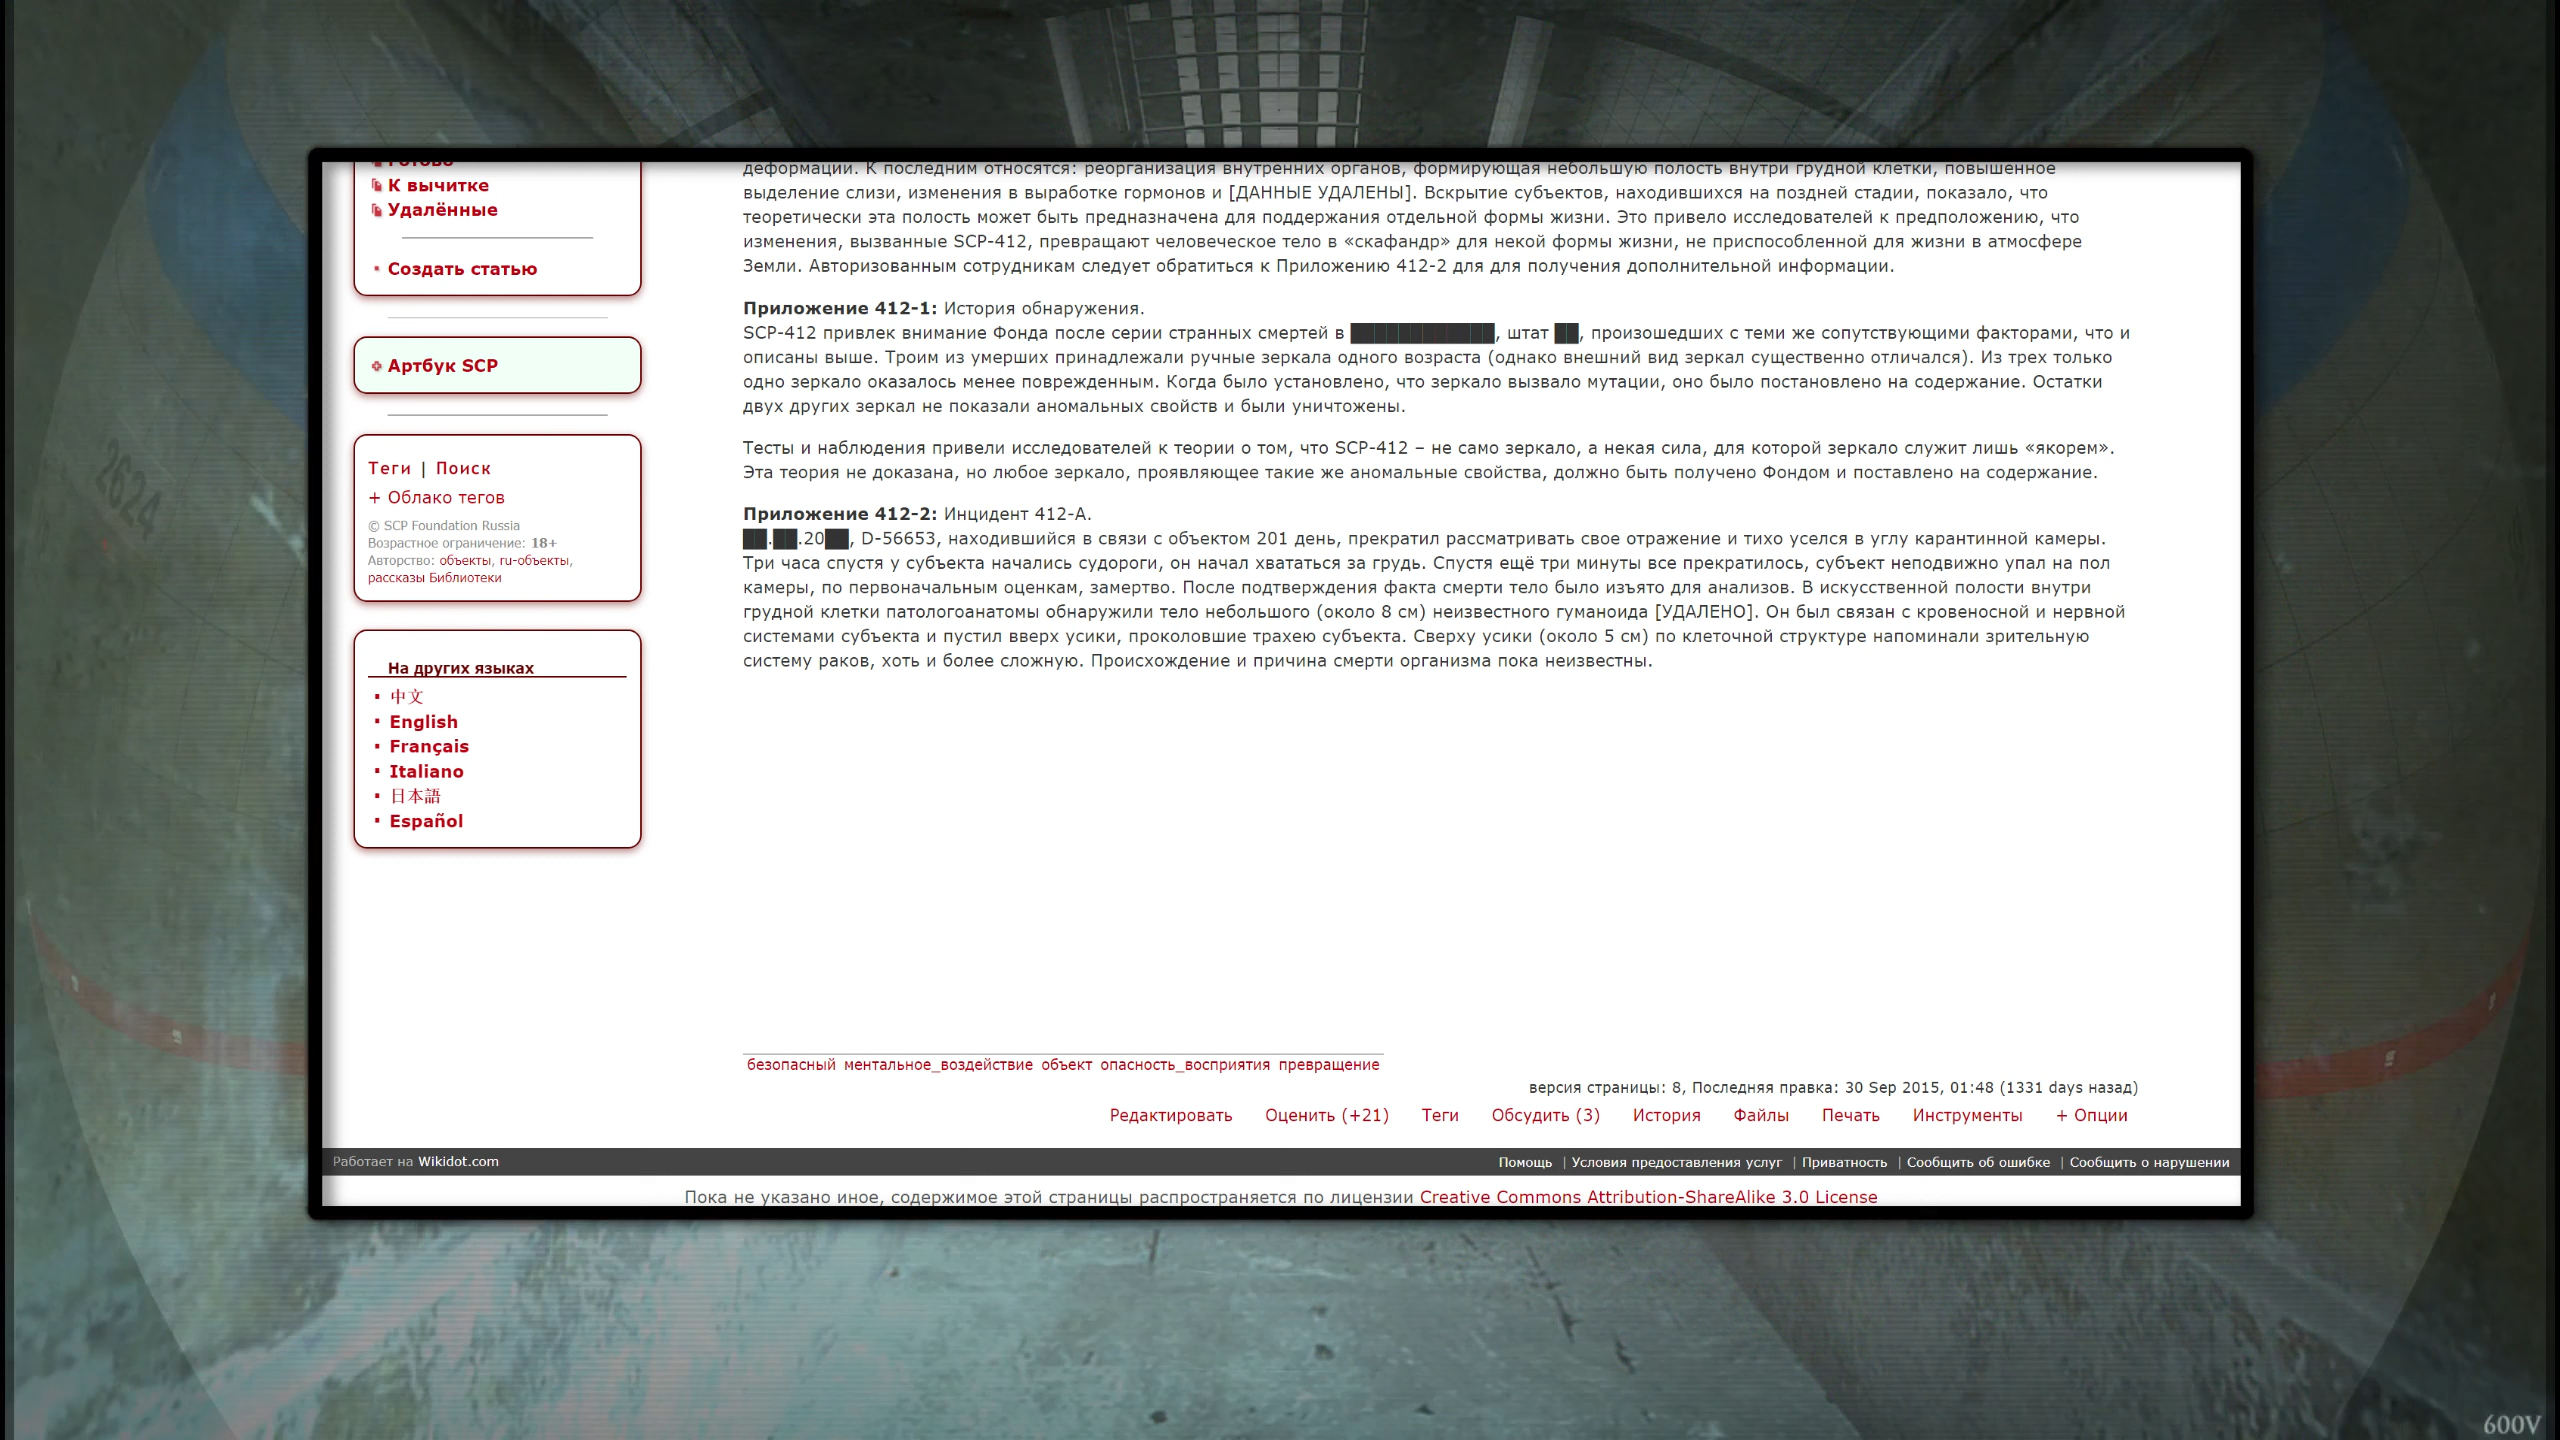 Готово
К вычитке
Удалённые
Создать статью
Артбук SCP
Теги | Поиск
+ Облако тегов
© SCP Foundation Russia
Возрастное ограничение: 18+
Авторство: объекты, ru-объекты,
рассказы Библиотеки
На других языках
中文
English
Français
Italiano
日本語
Español
деформации. К последним относятся: реорганизация внутренних органов, формирующая небольшую полость внутри грудной клетки, повышенное
выделение слизи, изменения в выработке гормонов и [ДАННЫЕ УДАЛЕНЫ]. Вскрытие субъектов, находившихся на поздней стадии, показало, что
теоретически эта полость может быть предназначена для поддержания отдельной формы жизни. Это привело исследователей к предположению, что
изменения, вызванные SCP-412, превращают человеческое тело в «скафандр» для некой формы жизни, не приспособленной для жизни в атмосфере
Земли. Авторизованным сотрудникам следует обратиться к Приложению 412-2 для для получения дополнительной информации.
Приложение 412-1: История обнаружения.
SCP-412 привлек внимание Фонда после серии странных смертей в ████████████, штат ██, произошедших с теми же сопутствующими факторами, что и
описаны выше. Троим из умерших принадлежали ручные зеркала одного возраста (однако внешний вид зеркал существенно отличался). Из трех только
одно зеркало оказалось менее поврежденным. Когда было установлено, что зеркало вызвало мутации, оно было постановлено на содержание. Остатки
двух других зеркал не показали аномальных свойств и были уничтожены.
Тесты и наблюдения привели исследователей к теории о том, что SCP-412 – не само зеркало, а некая сила, для которой зеркало служит лишь «якорем».
Эта теория не доказана, но любое зеркало, проявляющее такие же аномальные свойства, должно быть получено Фондом и поставлено на содержание.
Приложение 412-2: Инцидент 412-А.
██.██.20██, D-56653, находившийся в связи с объектом 201 день, прекратил рассматривать свое отражение и тихо уселся в углу карантинной камеры.
Три часа спустя у субъекта начались судороги, он начал хвататься за грудь. Спустя ещё три минуты все прекратилось, субъект неподвижно упал на пол
камеры, по первоначальным оценкам, замертво. После подтверждения факта смерти тело было изъято для анализов. В искусственной полости внутри
грудной клетки патологоанатомы обнаружили тело небольшого (около 8 см) неизвестного гуманоида [УДАЛЕНО]. Он был связан с кровеносной и нервной
системами субъекта и пустил вверх усики, проколовшие трахею субъекта. Сверху усики (около 5 см) по клеточной структуре напоминали зрительную
систему раков, хоть и более сложную. Происхождение и причина смерти организма пока неизвестны.
безопасный ментальное_воздействие объект опасность_восприятия превращение
версия страницы: 8, Последняя правка: 30 Sep 2015, 01:48 (1331 days назад)
Редактировать Оценить (+21) Теги Обсудить (3) История Файлы Печать Инструменты + Опции
Работает на Wikidot.com
Помощь | Условия предоставления услуг | Приватность | Сообщить об ошибке | Сообщить о нарушении
Пока не указано иное, содержимое этой страницы распространяется по лицензии Creative Commons Attribution-ShareAlike 3.0 License
2624
600V